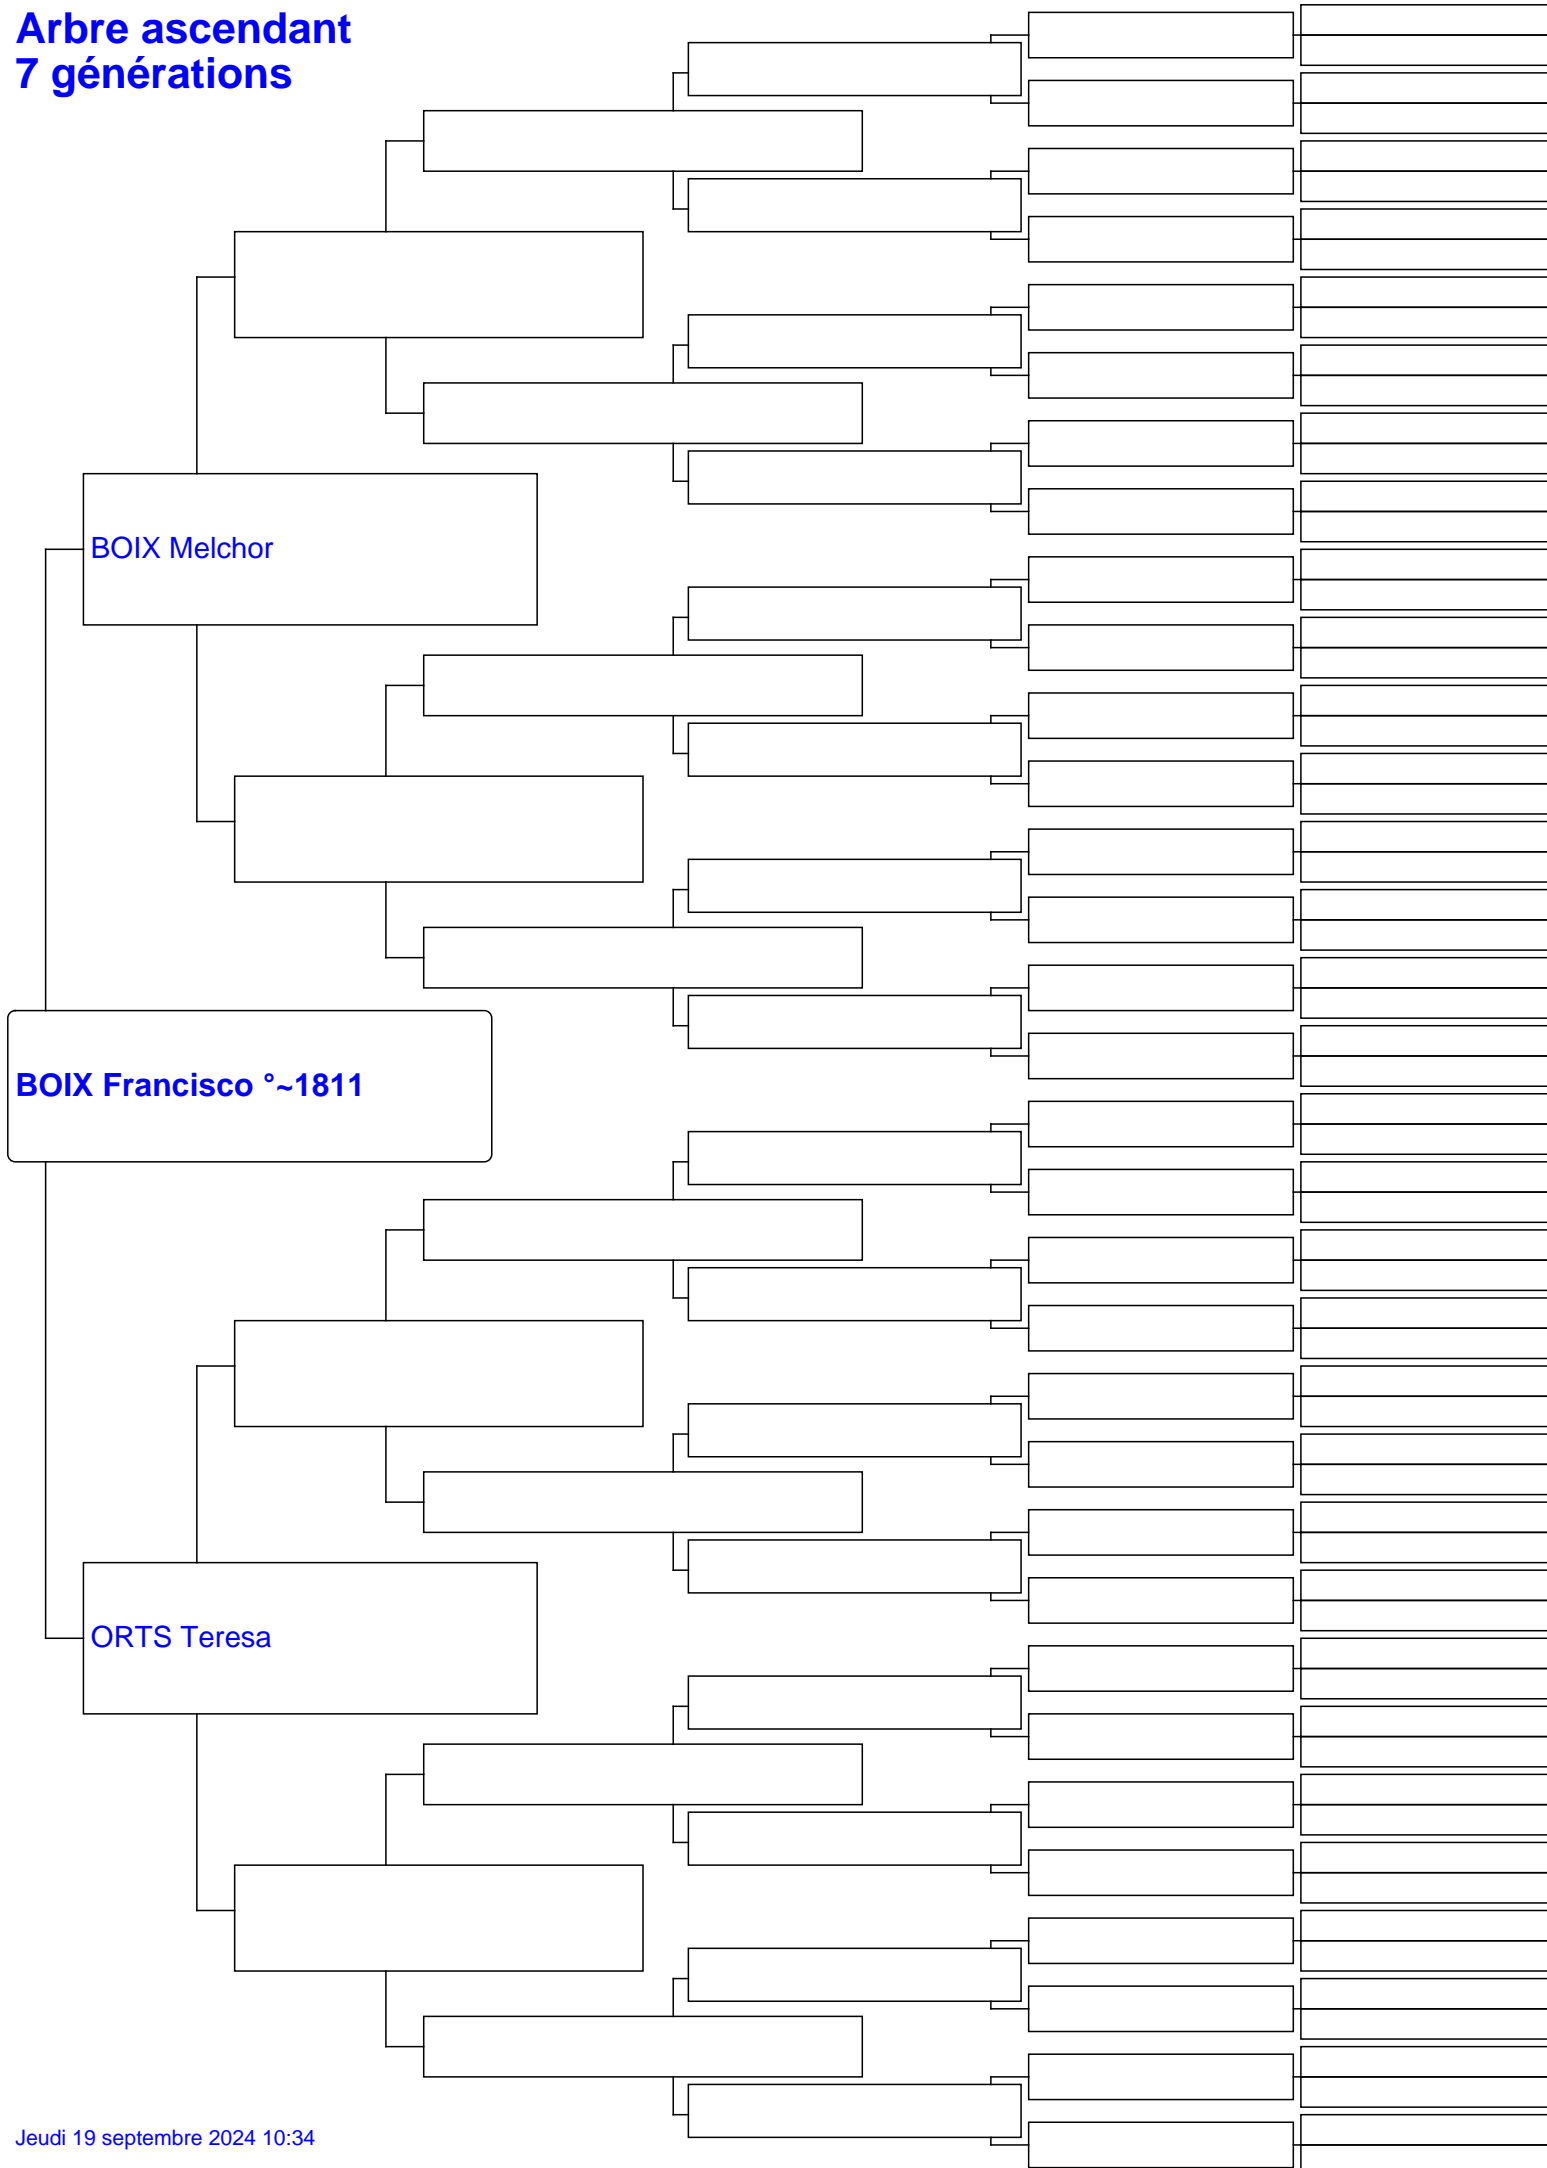 Arbre ascendant
7 générations
BOIX Melchor
BOIX Francisco °~1811
ORTS Teresa
Jeudi 19 septembre 2024 10:34